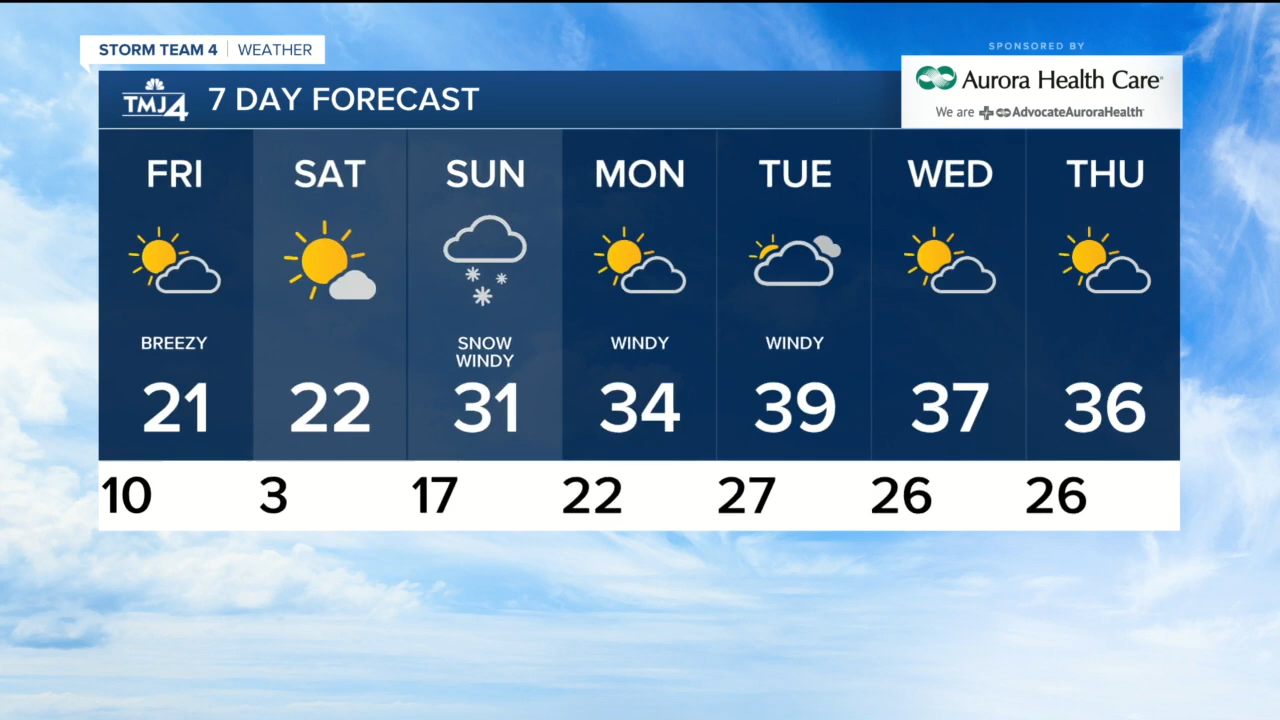 STORM TEAM 4 | WEATHER
SPONSORED BY
Aurora Health Care
We are AdvocateAuroraHealth
TMJ4 7 DAY FORECAST
FRI SAT SUN MON TUE WED THU
BREEZY SNOW WINDY WINDY
WINDY
21 22 31 34 39 37 36
10 3 17 22 27 26 26